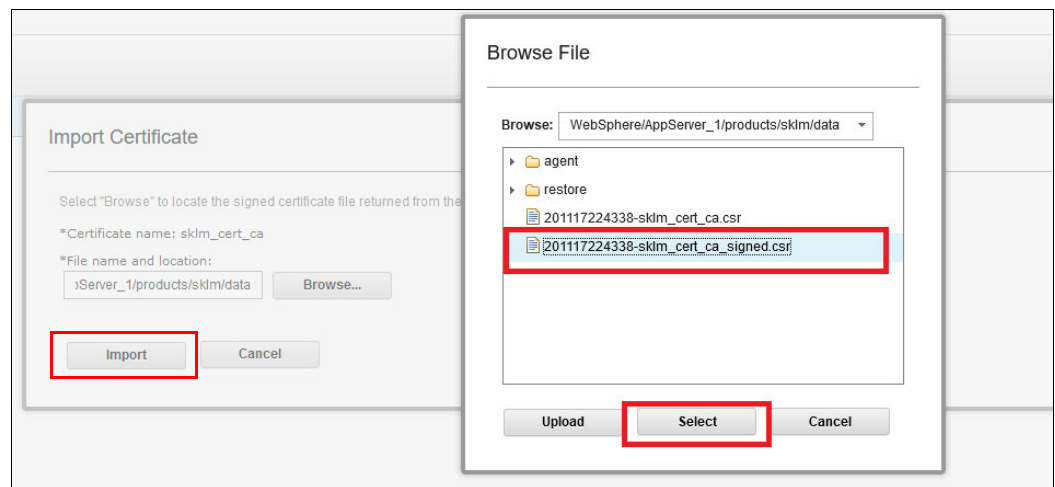 Browse File
Browse: WebSphere/AppServer_1/products/sklm/data
agent
restore
201117224338-sklm_cert_ca.csr
201117224338-sklm_cert_ca_signed.csr
Upload Select Cancel
Import Certificate
Select "Browse" to locate the signed certificate file returned from the
*Certificate name: sklm_cert_ca
*File name and location:
Server_1/products/sklm/data Browse...
Import Cancel